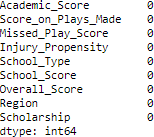 Academic_Score 0
Score_on_Plays_Made 0
Missed_Play_Score 0
Injury_Propensity 0
School_Type 0
School_Score 0
Overall_Score 0
Region 0
Scholarship 0
dtype: int64